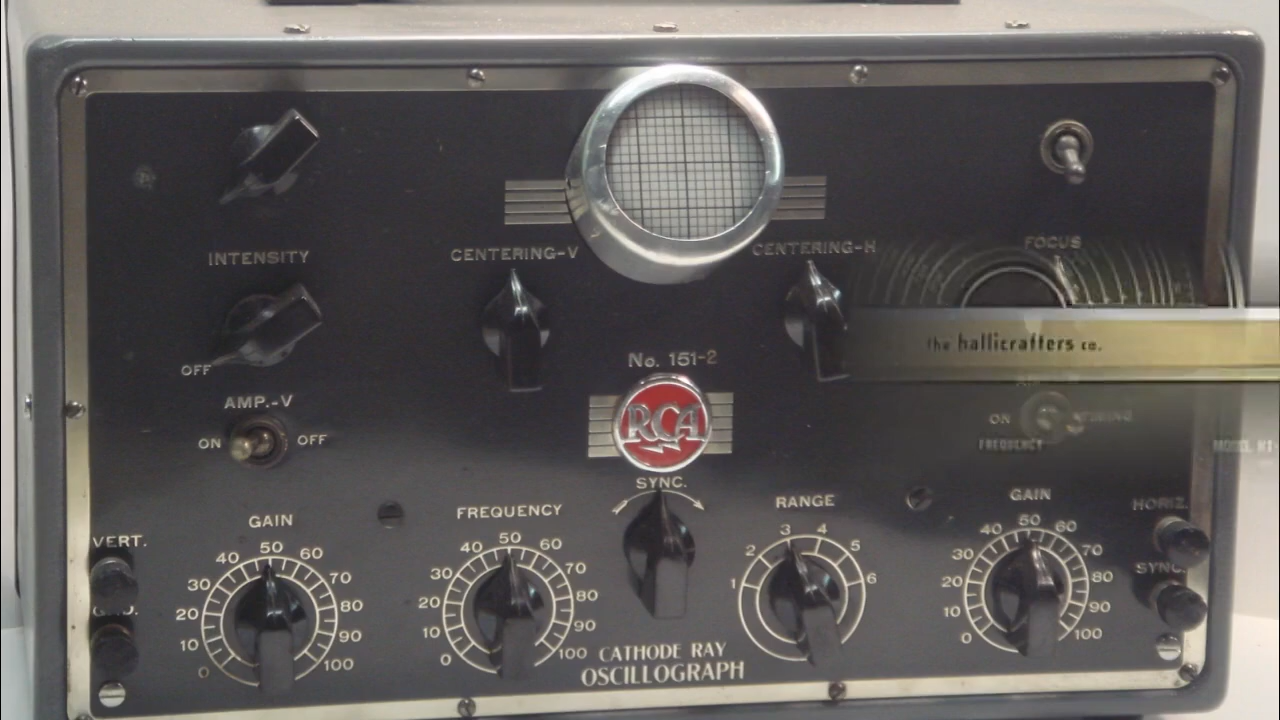 INTENSITY
CENTERING-V
CENTERING-H
FOCUS
the hallicrafters co.
OFF
No. 151-2
AMP.-V
RCA
ON
OFF
ON
FREQUENCY
SYNC.
GAIN
FREQUENCY
RANGE
GAIN
HORIZ.
VERT.
0 10 20 30 40 50 60 70 80 90 100
0 10 20 30 40 50 60 70 80 90 100
1 2 3 4 5 6
0 10 20 30 40 50 60 70 80 90 100
SYNC.
CATHODE RAY
OSCILLOGRAPH